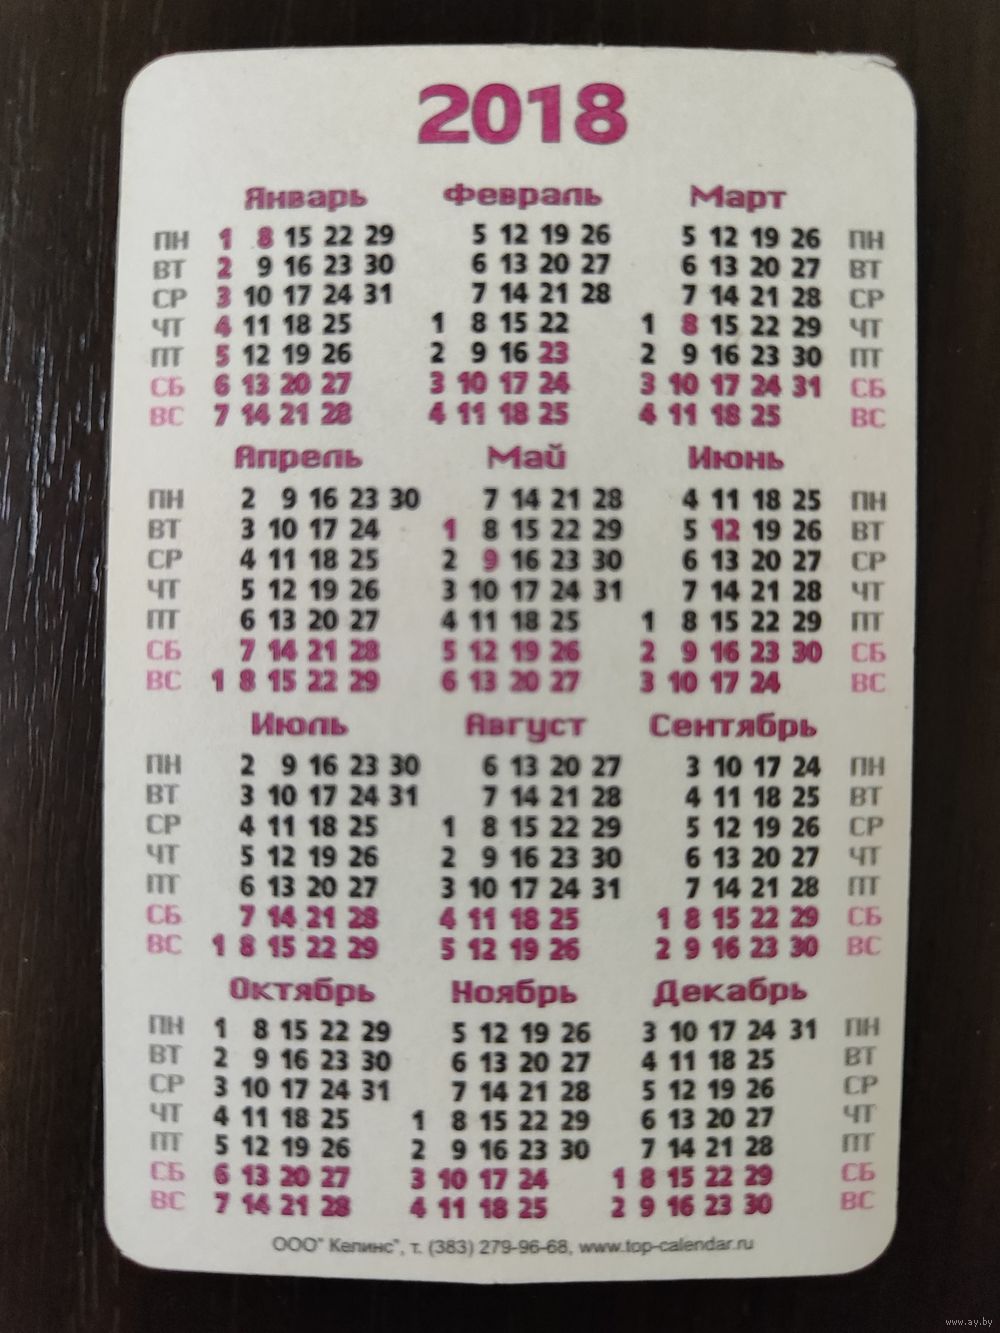 2018
Январь Февраль Март
ПН 1 8 15 22 29 5 12 19 26 5 12 19 26 ПН
ВТ 2 9 16 23 30 6 13 20 27 6 13 20 27 ВТ
СР 3 10 17 24 31 7 14 21 28 7 14 21 28 СР
ЧТ 4 11 18 25 1 8 15 22 1 8 15 22 29 ЧТ
ПТ 5 12 19 26 2 9 16 23 2 9 16 23 30 ПТ
СБ 6 13 20 27 3 10 17 24 3 10 17 24 31 СБ
ВС 7 14 21 28 4 11 18 25 4 11 18 25 ВС
Апрель Май Июнь
ПН 2 9 16 23 30 7 14 21 28 4 11 18 25 ПН
ВТ 3 10 17 24 1 8 15 22 29 5 12 19 26 ВТ
СР 4 11 18 25 2 9 16 23 30 6 13 20 27 СР
ЧТ 5 12 19 26 3 10 17 24 31 7 14 21 28 ЧТ
ПТ 6 13 20 27 4 11 18 25 1 8 15 22 29 ПТ
СБ 7 14 21 28 5 12 19 26 2 9 16 23 30 СБ
ВС 1 8 15 22 29 6 13 20 27 3 10 17 24 ВС
Июль Август Сентябрь
ПН 2 9 16 23 30 6 13 20 27 3 10 17 24 ПН
ВТ 3 10 17 24 31 7 14 21 28 4 11 18 25 ВТ
СР 4 11 18 25 1 8 15 22 29 5 12 19 26 СР
ЧТ 5 12 19 26 2 9 16 23 30 6 13 20 27 ЧТ
ПТ 6 13 20 27 3 10 17 24 31 7 14 21 28 ПТ
СБ 7 14 21 28 4 11 18 25 1 8 15 22 29 СБ
ВС 1 8 15 22 29 5 12 19 26 2 9 16 23 30 ВС
Октябрь Ноябрь Декабрь
ПН 1 8 15 22 29 5 12 19 26 3 10 17 24 31 ПН
ВТ 2 9 16 23 30 6 13 20 27 4 11 18 25 ВТ
СР 3 10 17 24 31 7 14 21 28 5 12 19 26 СР
ЧТ 4 11 18 25 1 8 15 22 29 6 13 20 27 ЧТ
ПТ 5 12 19 26 2 9 16 23 30 7 14 21 28 ПТ
СБ 6 13 20 27 3 10 17 24 1 8 15 22 29 СБ
ВС 7 14 21 28 4 11 18 25 2 9 16 23 30 ВС
ООО" Кепинс", т. (383) 279-96-68, www.top-calendar.ru
www.ay.by